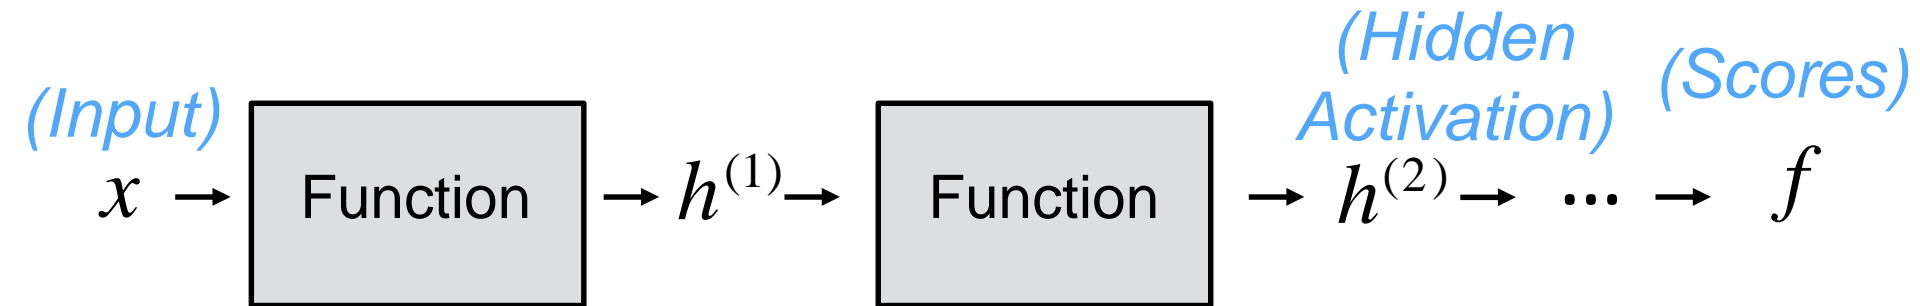 (Hidden
(Input) Activation) (Scores)
x → Function → h^(1) → Function → h^(2) → ... → f